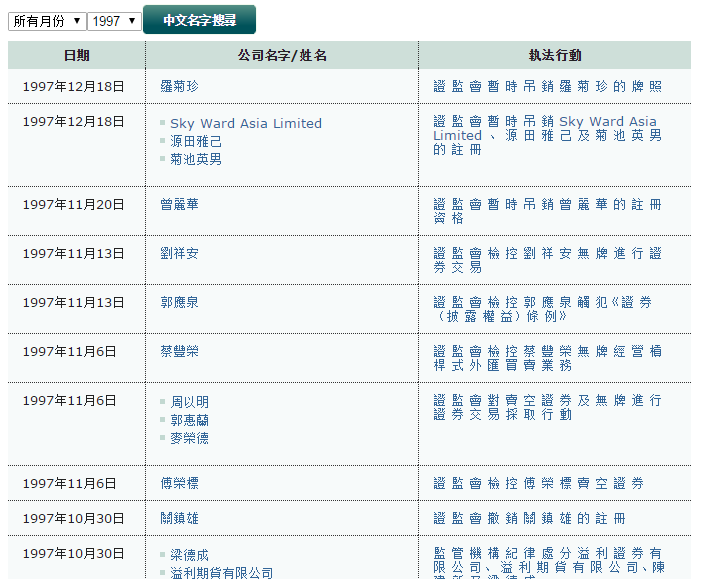 所有月份 1997 中文名字搜尋
日期 公司名字/姓名 執法行動
1997年12月18日 羅菊珍 證監會暫時吊銷羅菊珍的牌照
1997年12月18日 Sky Ward Asia Limited 證監會暫時吊銷Sky Ward Asia
源田雅己 Limited、源田雅己及菊池英男
菊池英男 的註冊
1997年11月20日 曾麗華 證監會暫時吊銷曾麗華的註冊
資格
1997年11月13日 劉祥安 證監會檢控劉祥安無牌進行證
券交易
1997年11月13日 郭應泉 證監會檢控郭應泉觸犯《證券
（披露權益）條例》
1997年11月6日 蔡豐榮 證監會檢控蔡豐榮無牌經營槓
桿式外匯買賣業務
1997年11月6日 周以明 證監會對賣空證券及無牌進行
郭惠蘭 證券交易採取行動
麥榮德
1997年11月6日 傅榮標 證監會檢控傅榮標賣空證券
1997年10月30日 關鎮雄 證監會撤銷關鎮雄的註冊
1997年10月30日 梁德成 監管機構紀律處分溢利證券有
溢利期貨有限公司 限公司、溢利期貨有限公司、陳